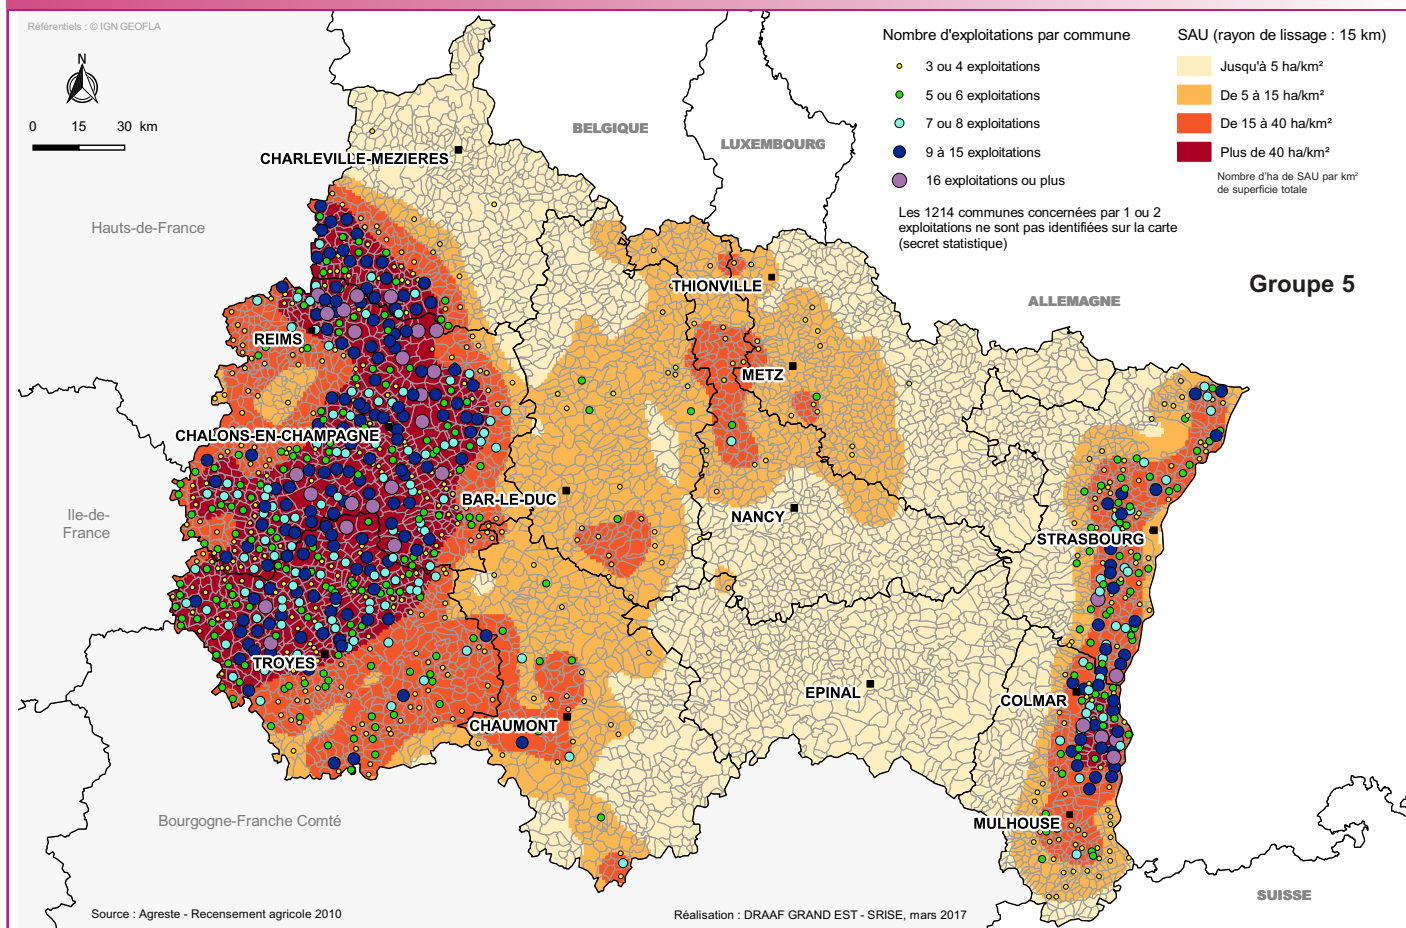 Référentiels : © IGN GEOFLA
N
0 15 30 km
Nombre d'exploitations par commune
3 ou 4 exploitations
5 ou 6 exploitations
7 ou 8 exploitations
9 à 15 exploitations
16 exploitations ou plus
Les 1214 communes concernées par 1 ou 2
exploitations ne sont pas identifiées sur la carte
(secret statistique)
SAU (rayon de lissage : 15 km)
Jusqu'à 5 ha/km²
De 5 à 15 ha/km²
De 15 à 40 ha/km²
Plus de 40 ha/km²
Nombre d'ha de SAU par km²
de superficie totale
Groupe 5
BELGIQUE
LUXEMBOURG
CHARLEVILLE-MEZIERES
Hauts-de-France
THIONVILLE
ALLEMAGNE
REIMS
METZ
CHALONS-EN-CHAMPAGNE
BAR-LE-DUC
NANCY
Ile-de-
France
STRASBOURG
TROYES
EPINAL
COLMAR
CHAUMONT
Bourgogne-Franche Comté
MULHOUSE
SUISSE
Source : Agreste - Recensement agricole 2010
Réalisation : DRAAF GRAND EST - SRISE, mars 2017